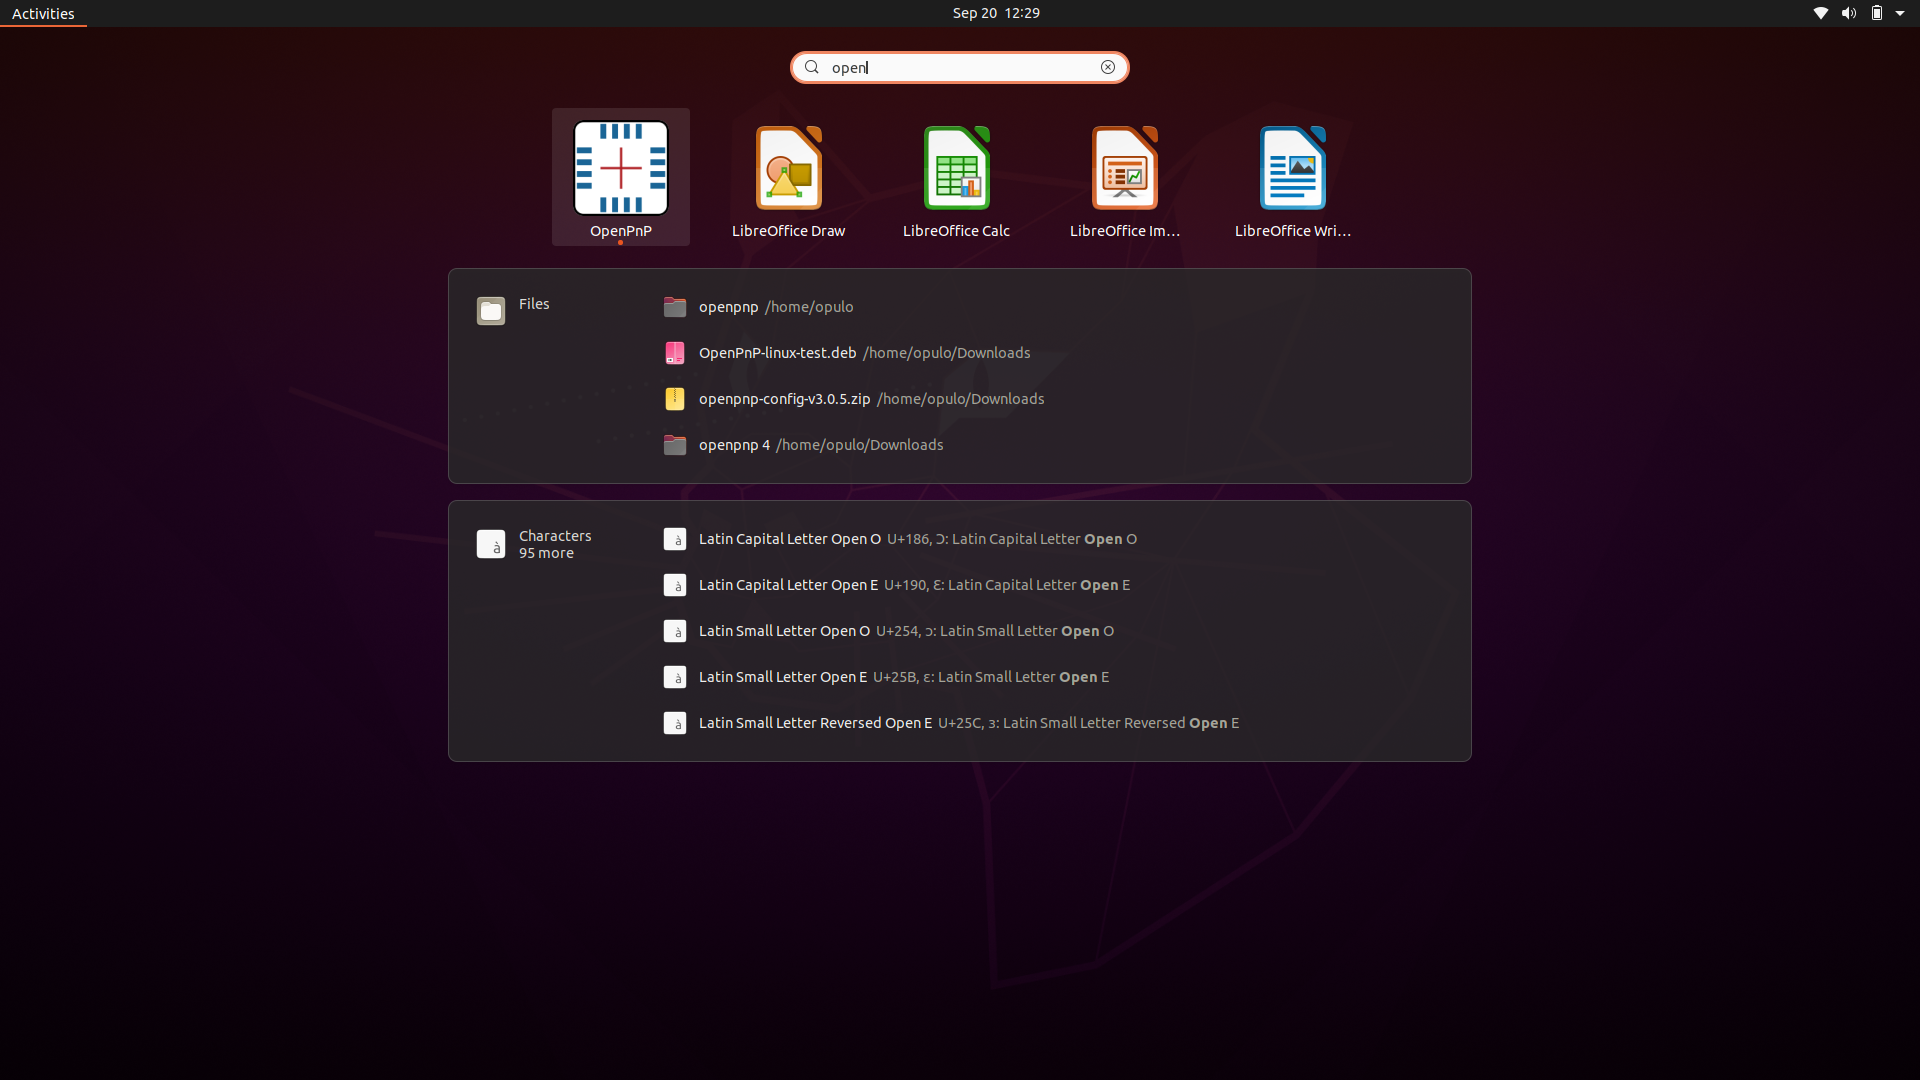 Activities
Sep 20 12:29
open
OpenPnP
LibreOffice Draw
LibreOffice Calc
LibreOffice Im…
LibreOffice Wri…
Files
openpnp /home/opulo
OpenPnP-linux-test.deb /home/opulo/Downloads
openpnp-config-v3.0.5.zip /home/opulo/Downloads
openpnp 4 /home/opulo/Downloads
Characters
95 more
Latin Capital Letter Open O U+186, Ɔ: Latin Capital Letter Open O
Latin Capital Letter Open E U+190, Ɛ: Latin Capital Letter Open E
Latin Small Letter Open O U+254, ɔ: Latin Small Letter Open O
Latin Small Letter Open E U+25B, ɛ: Latin Small Letter Open E
Latin Small Letter Reversed Open E U+25C, ɜ: Latin Small Letter Reversed Open E